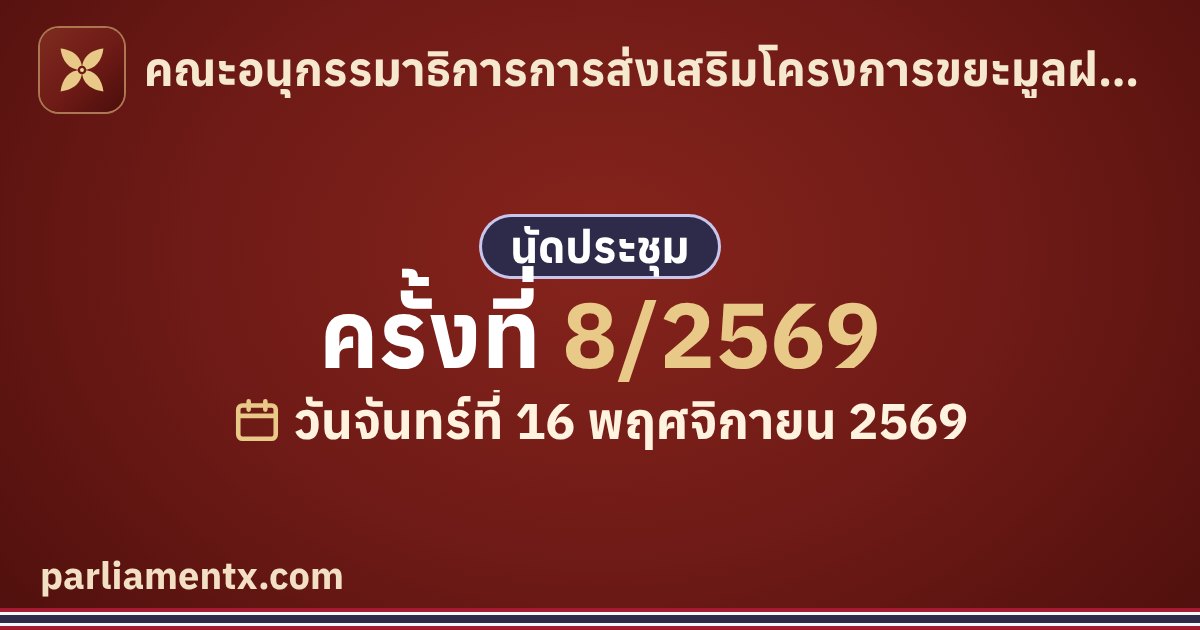 คณะอนุกรรมาธิการการส่งเสริมโครงการขยะมูลฝ...
นัดประชุม
ครั้งที่ 8/2569
วันจันทร์ที่ 16 พฤศจิกายน 2569
parliamentx.com